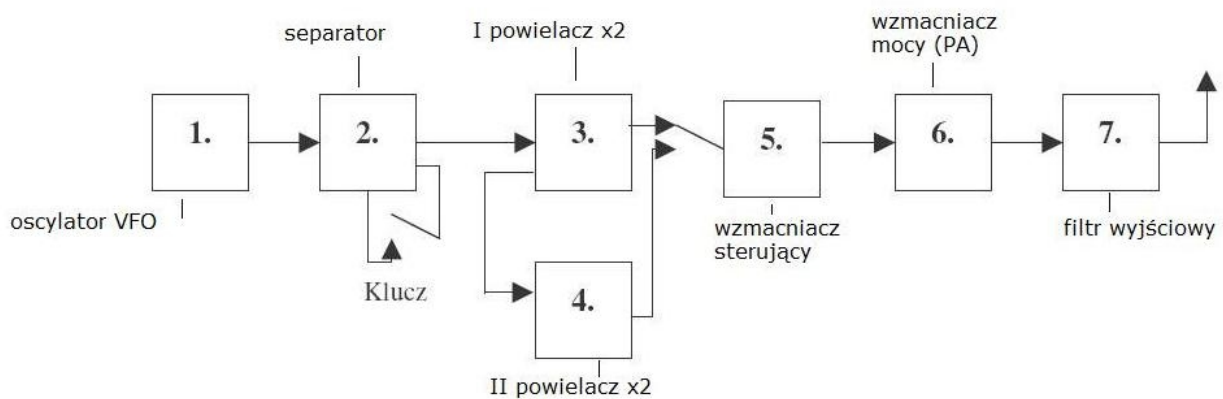 separator
I powielacz x2
wzmacniacz
mocy (PA)
1.
2.
3.
5.
6.
7.
oscylator VFO
Klucz
wzmacniacz
sterujący
filtr wyjściowy
4.
II powielacz x2